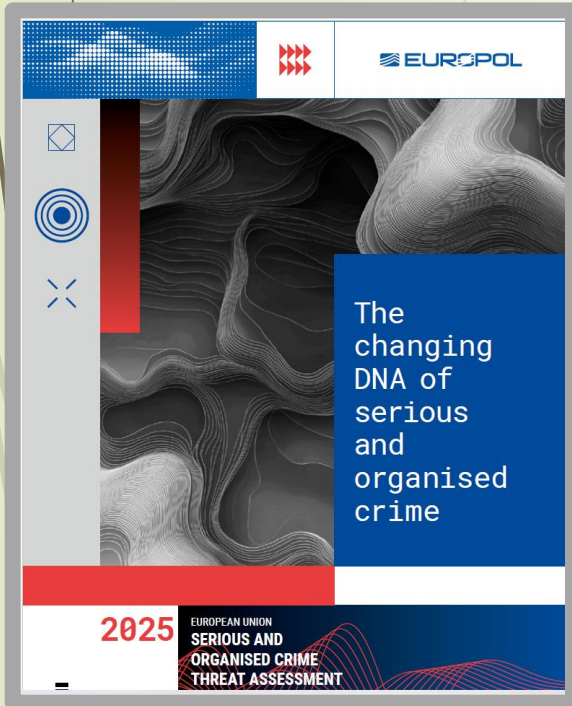 EUROPOL
The
changing
DNA of
serious
and
organised
crime
2025
EUROPEAN UNION
SERIOUS AND
ORGANISED CRIME
THREAT ASSESSMENT